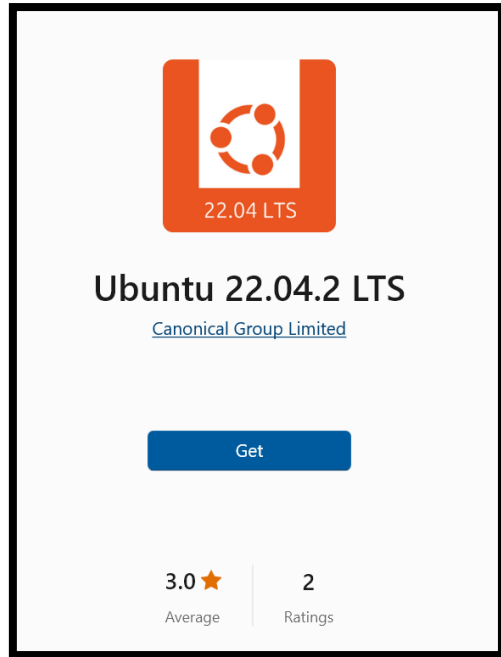 22.04 LTS
Ubuntu 22.04.2 LTS
Canonical Group Limited
Get
3.0 2
Average Ratings